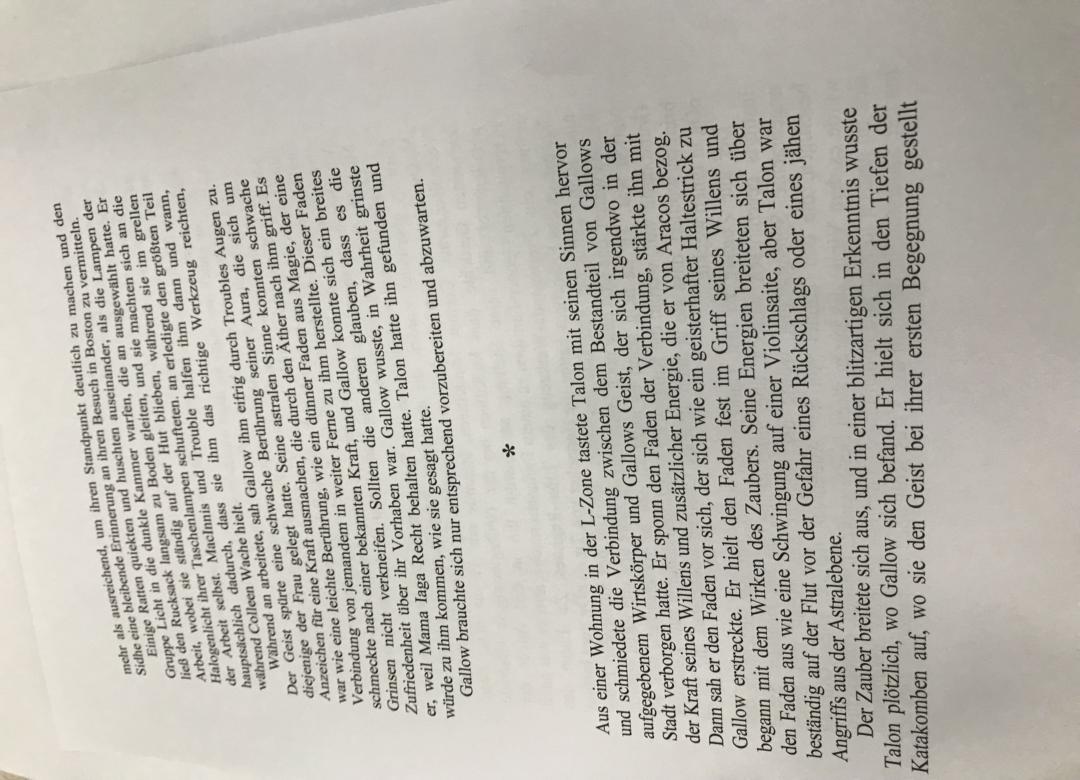 mehr als ausreichend, um ihren Standpunkt deutlich zu machen und den
Sidhe eine bleibende Erinnerung an ihren Besuch in Boston zu vermitteln.
Einige Ratten quiekten und huschten auseinander, als die Lampen der
Gruppe Licht in die dunkle Kammer warfen, die an ausgewählt hatte. Er
ließ den Rucksack langsam zu Boden gleiten, und sie machten sich an die
Arbeit, wobei sie ständig auf der Hut blieben, während sie im grellen
Halogenlicht ihrer Taschenlampen schufteten. an erledigte den größten Teil
der Arbeit selbst. MacInnis und Trouble halfen ihm dann und wann,
hauptsächlich dadurch, dass sie ihm das richtige Werkzeug reichten,
während Colleen Wache hielt.
Während an arbeitete, sah Gallow ihm eifrig durch Troubles Augen zu.
Der Geist spürte eine schwache Berührung seiner Aura, die sich um
diejenige der Frau gelegt hatte. Seine astralen Sinne konnten schwache
Anzeichen für eine Kraft ausmachen, die durch den Äther nach ihm griff. Es
war wie eine leichte Berührung, wie ein dünner Faden aus Magie, der eine
Verbindung von jemandem in weiter Ferne zu ihm herstellte. Dieser Faden
schmeckte nach einer bekannten Kraft, und Gallow konnte sich ein breites
Grinsen nicht verkneifen. Sollten die anderen glauben, dass es die
Zufriedenheit über ihr Vorhaben war. Gallow wusste, in Wahrheit grinste
er, weil Mama Iaga Recht behalten hatte. Talon hatte ihn gefunden und
würde zu ihm kommen, wie sie gesagt hatte.
Gallow brauchte sich nur entsprechend vorzubereiten und abzuwarten.
*
Aus einer Wohnung in der L-Zone tastete Talon mit seinen Sinnen hervor
und schmiedete die Verbindung zwischen dem Bestandteil von Gallows
aufgegebenem Wirtskörper und Gallows Geist, der sich irgendwo in der
Stadt verborgen hatte. Er sponn den Faden der Verbindung, stärkte ihn mit
der Kraft seines Willens und zusätzlicher Energie, die er von Aracos bezog.
Dann sah er den Faden vor sich, der sich wie ein geisterhafter Haltestrick zu
Gallow erstreckte. Er hielt den Faden fest im Griff seines Willens und
begann mit dem Wirken des Zaubers. Seine Energien breiteten sich über
den Faden aus wie eine Schwingung auf einer Violinsaite, aber Talon war
beständig auf der Flut vor der Gefahr eines Rückschlags oder eines jähen
Angriffs aus der Astralebene.
Der Zauber breitete sich aus, und in einer blitzartigen Erkenntnis wusste
Talon plötzlich, wo Gallow sich befand. Er hielt sich in den Tiefen der
Katakomben auf, wo sie den Geist bei ihrer ersten Begegnung gestellt